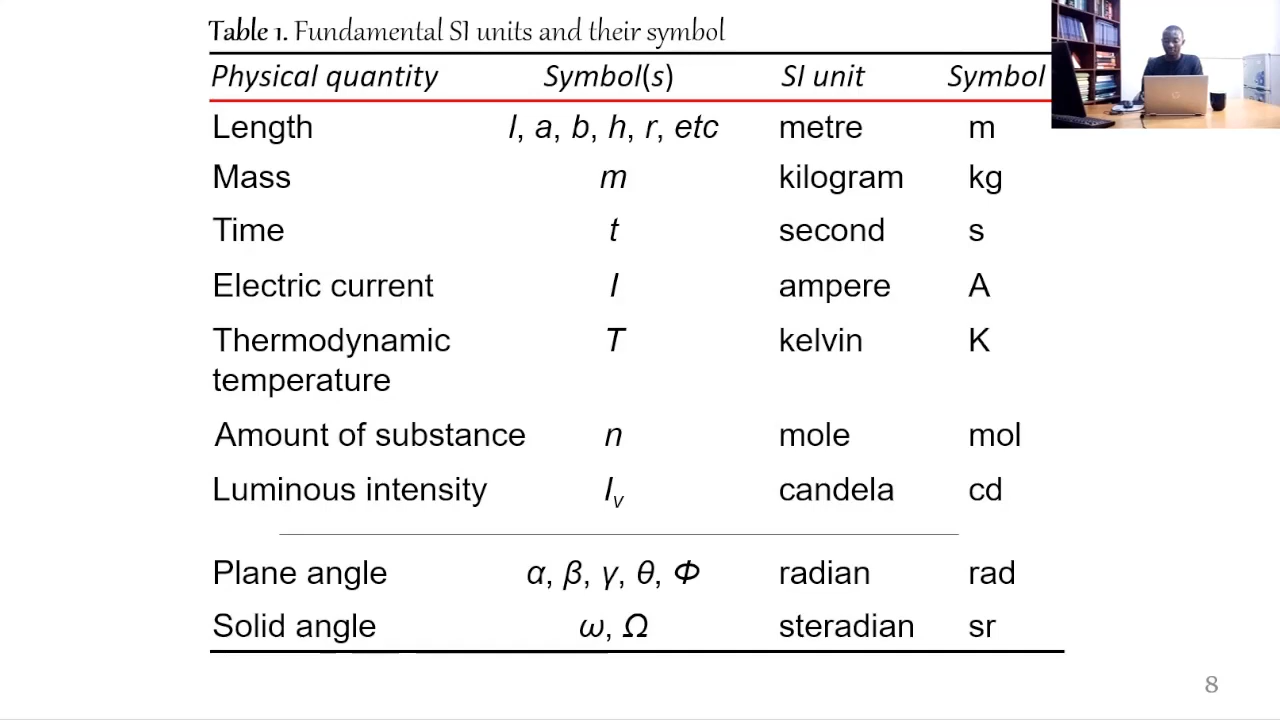 Table 1. Fundamental SI units and their symbol
Physical quantity Symbol(s) SI unit Symbol
Length l, a, b, h, r, etc metre m
Mass m kilogram kg
Time t second s
Electric current I ampere A
Thermodynamic T kelvin K
temperature
Amount of substance n mole mol
Luminous intensity Iv candela cd
Plane angle α, β, γ, θ, Φ radian rad
Solid angle ω, Ω steradian sr
8